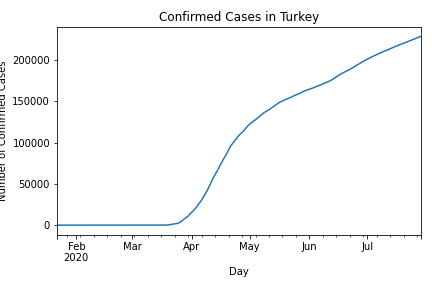 Confirmed Cases in Turkey
Number of Confirmed Cases
200000
150000
100000
50000
0
Feb Mar Apr May Jun Jul
2020
Day